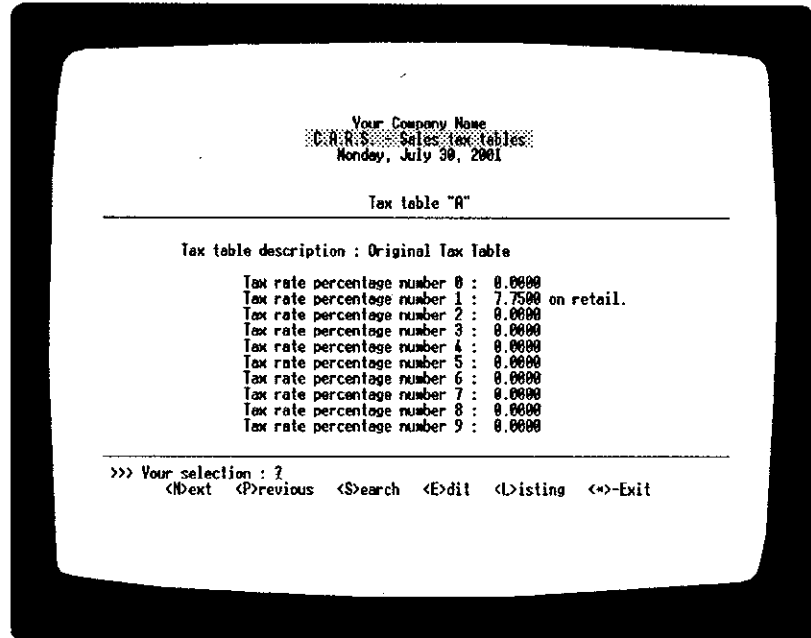 Your Company Name
C.A.R.S. - Sales tax tables
Monday, July 30, 2001
Tax table "A"
Tax table description : Original Tax Table
Tax rate percentage number 0 : 0.0000
Tax rate percentage number 1 : 7.7500 on retail.
Tax rate percentage number 2 : 0.0000
Tax rate percentage number 3 : 0.0000
Tax rate percentage number 4 : 0.0000
Tax rate percentage number 5 : 0.0000
Tax rate percentage number 6 : 0.0000
Tax rate percentage number 7 : 0.0000
Tax rate percentage number 8 : 0.0000
Tax rate percentage number 9 : 0.0000
>>> Your selection : ?
<N>ext <P>revious <S>earch <E>dit <L>isting <*>-Exit